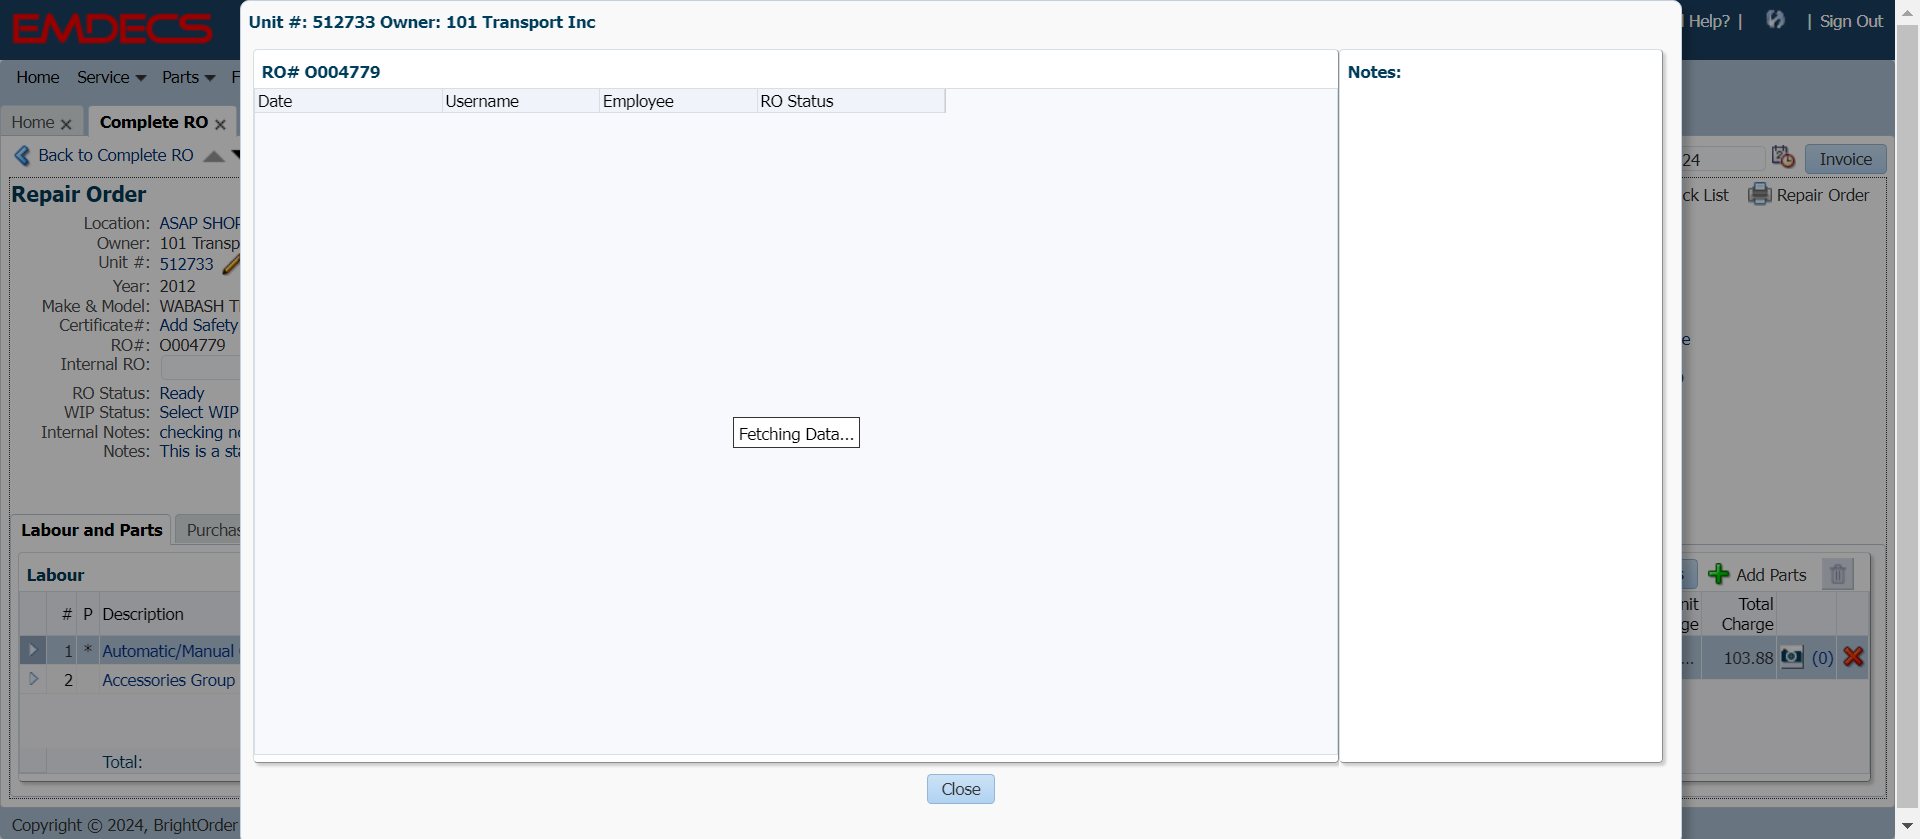 EMDECS
Help? |
| Sign Out
Home Service Parts F
Home Complete RO
Back to Complete RO
24
Invoice
Repair Order
ck List
Repair Order
Location: ASAP SHOP
Owner: 101 Transp
Unit #: 512733
Year: 2012
Make & Model: WABASH T
Certificate#: Add Safety
RO#: O004779
Internal RO:
RO Status: Ready
WIP Status: Select WIP
Internal Notes: checking no
Notes: This is a sta
Labour and Parts Purchas
Labour
# P Description
1 * Automatic/Manual
2 Accessories Group
Total:
Add Parts
nit
ge
Total
Charge
... 103.88 (0)
e
Copyright © 2024, BrightOrder
Unit #: 512733 Owner: 101 Transport Inc
RO# O004779
Date Username Employee RO Status
Fetching Data...
Notes:
Close